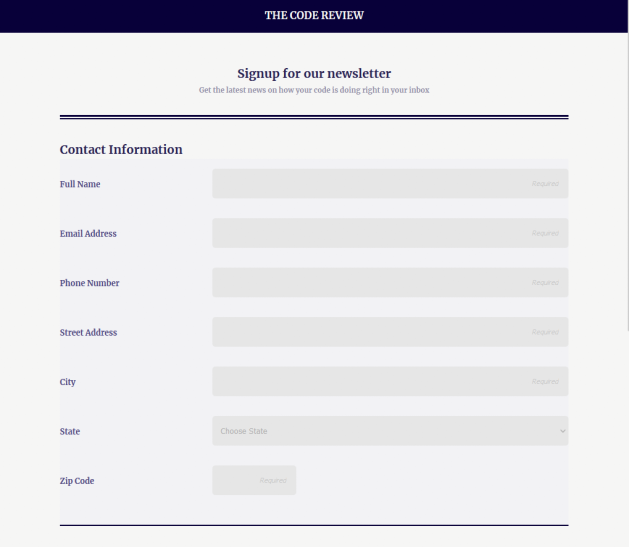 THE CODE REVIEW
Signup for our newsletter
Get the latest news on how your code is doing right in your inbox
Contact Information
Full Name Required
Email Address Required
Phone Number Required
Street Address Required
City Required
State Choose State
Zip Code Required